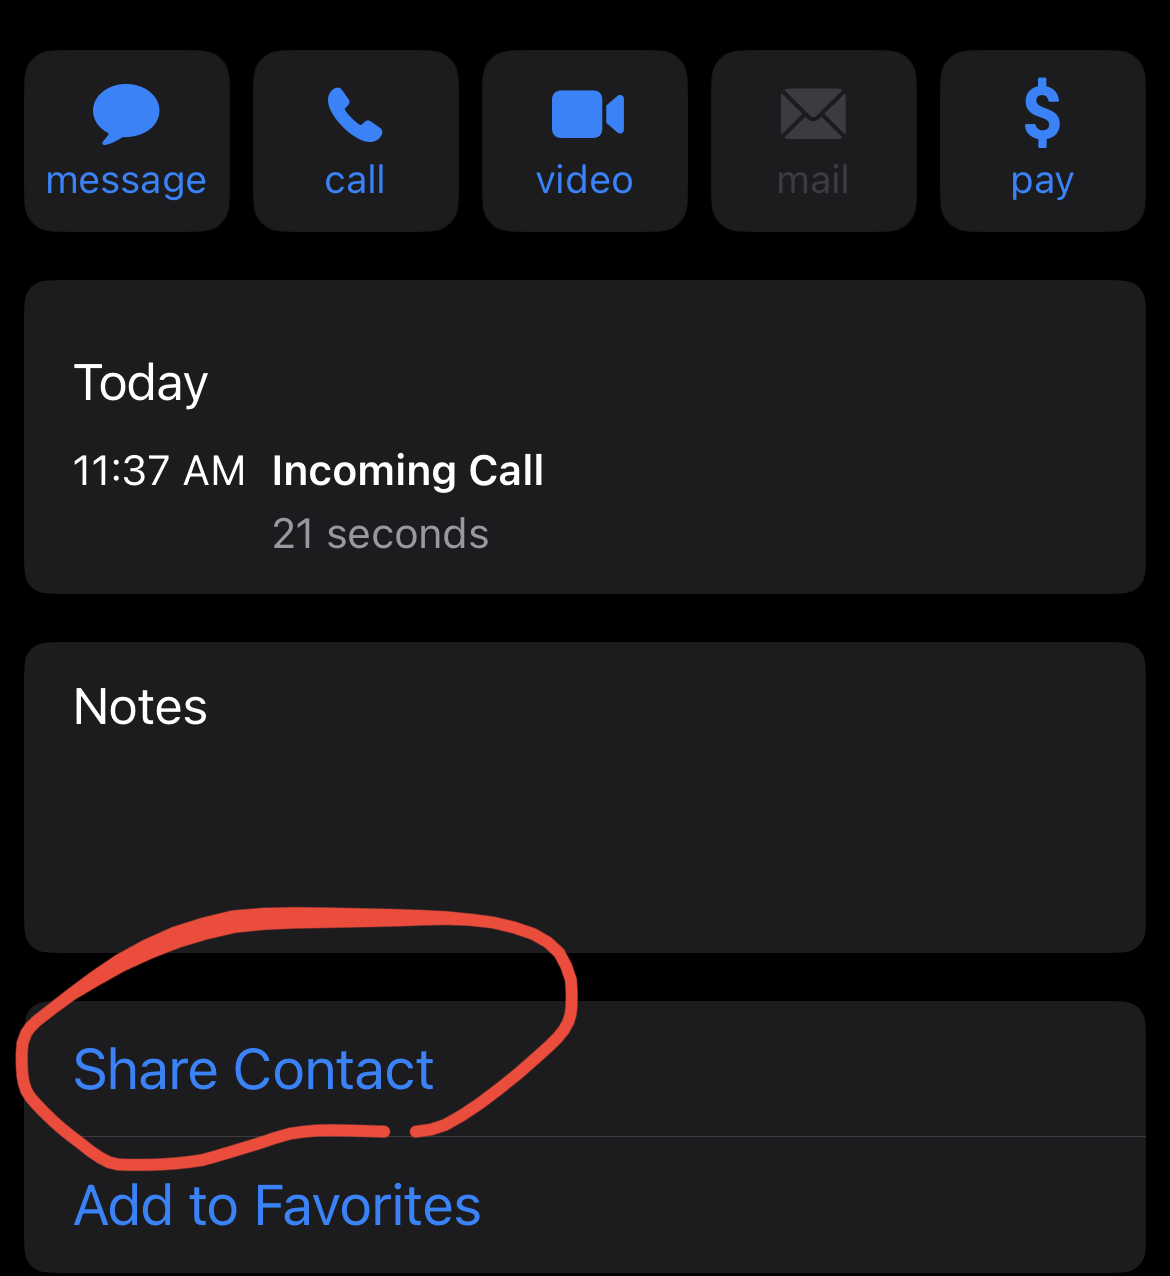 message call video mail pay
Today
11:37 AM Incoming Call
21 seconds
Notes
Share Contact
Add to Favorites